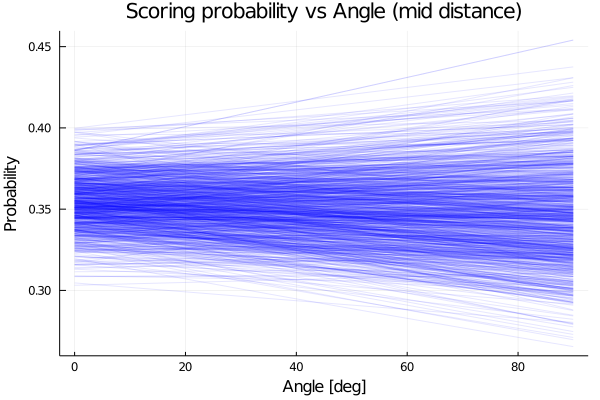 Scoring probability vs Angle (mid distance)
0.45
0.40
0.35
0.30
Probability
0 20 40 60 80
Angle [deg]